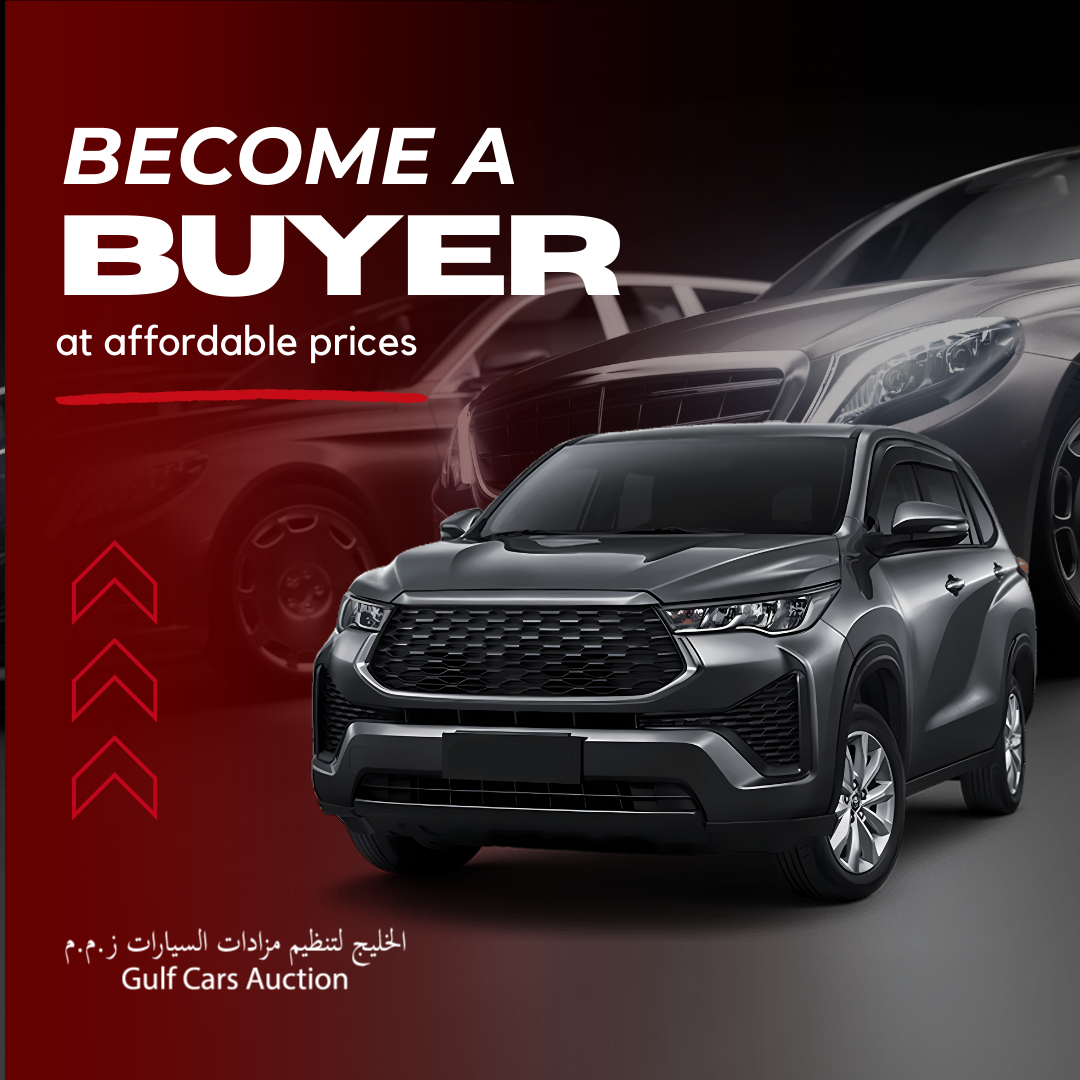 BECOME A
BUYER
at affordable prices
الخليج لتنظيم مزادات السيارات ز.م.م
Gulf Cars Auction